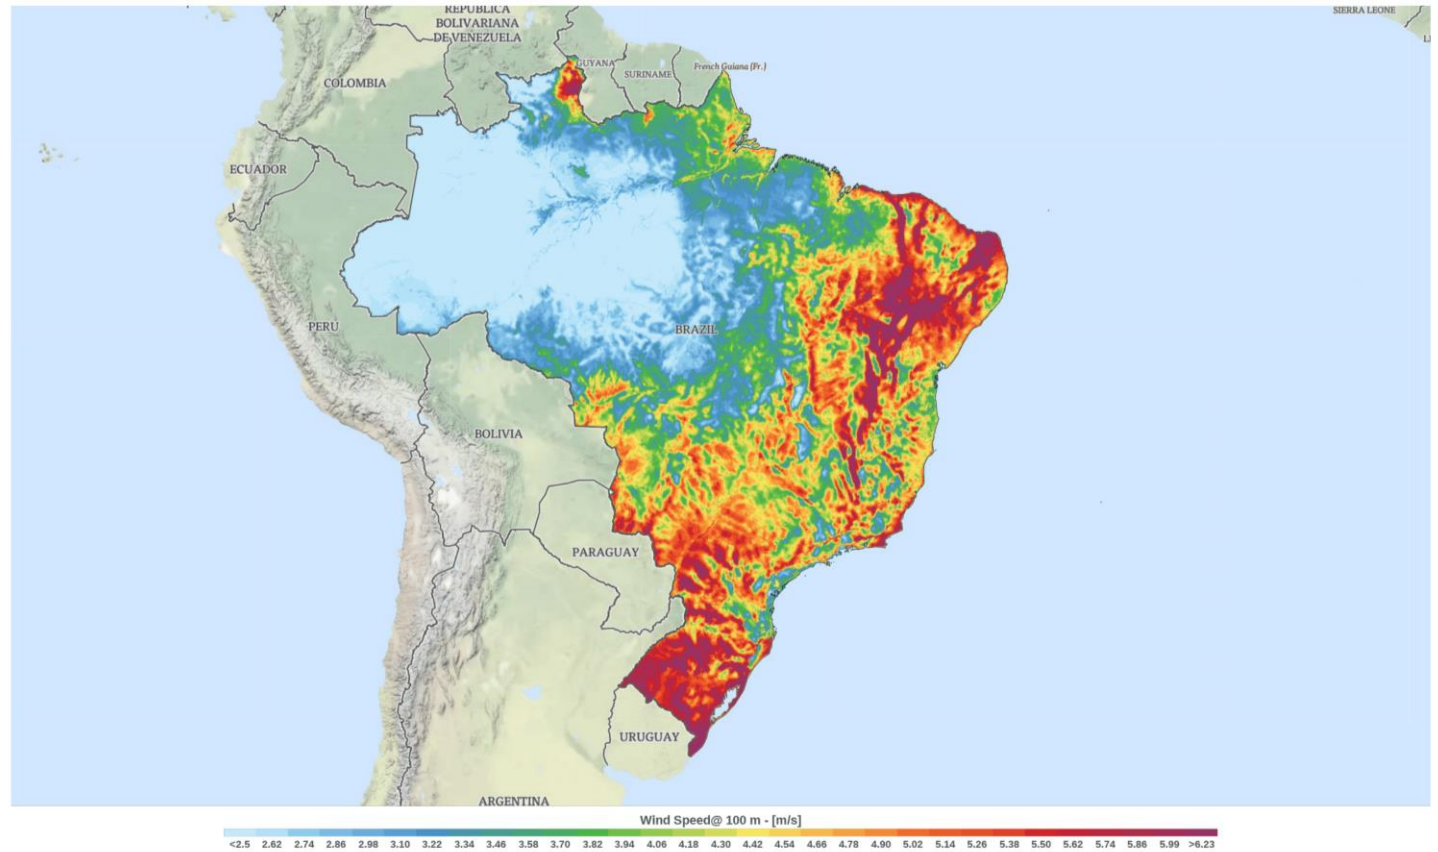 REPÚBLICA
BOLIVARIANA
DE VENEZUELA
SIERRA LEONE
COLOMBIA
GUYANA
SURINAME
French Guiana (Fr.)
ECUADOR
PERU
BRAZIL
BOLIVIA
PARAGUAY
URUGUAY
ARGENTINA
Wind Speed@ 100 m - [m/s]
<2.5 2.62 2.74 2.86 2.98 3.10 3.22 3.34 3.46 3.58 3.70 3.82 3.94 4.06 4.18 4.30 4.42 4.54 4.66 4.78 4.90 5.02 5.14 5.26 5.38 5.50 5.62 5.74 5.86 5.99 >6.23